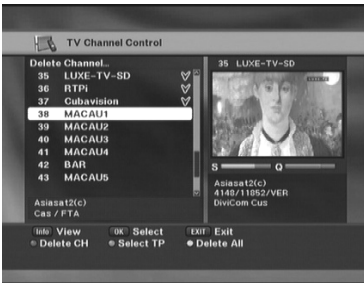 TV Channel Control
Delete Channel...
35 LUXE-TV-SD
36 RTPi
37 Cubavision
38 MACAU1
39 MACAU2
40 MACAU3
41 MACAU4
42 BAR
43 MACAU5
Asiasat2(c)
Cas / FTA
35 LUXE-TV-SD
S Q
Asiasat2(c)
4148/11852/VER
DiviCom Cus
Info View OK Select EXIT Exit
Delete CH Select TP Delete All